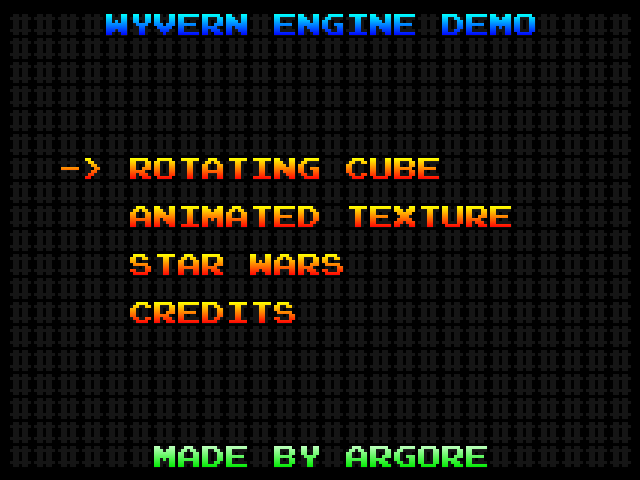 WYVERN ENGINE DEMO
-> ROTATING CUBE
ANIMATED TEXTURE
STAR WARS
CREDITS
MADE BY ARGORE